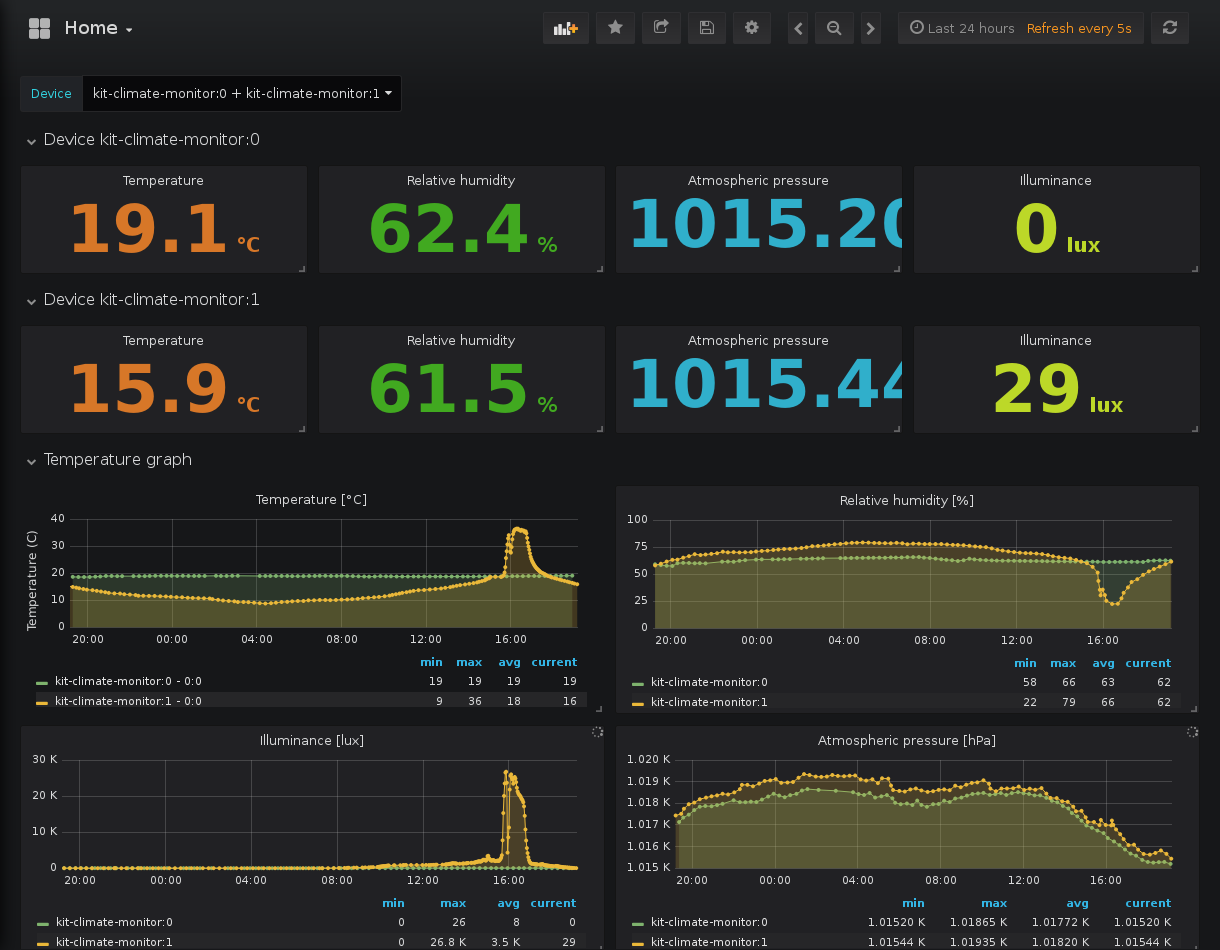 Home
Last 24 hours Refresh every 5s
Device kit-climate-monitor:0 + kit-climate-monitor:1
Device kit-climate-monitor:0
Temperature Relative humidity Atmospheric pressure Illuminance
19.1 °C 62.4 % 1015.20 0 lux
Device kit-climate-monitor:1
Temperature Relative humidity Atmospheric pressure Illuminance
15.9 °C 61.5 % 1015.44 29 lux
Temperature graph
Temperature [°C]
Temperature (C)
40
30
20
10
0
20:00 00:00 04:00 08:00 12:00 16:00
min max avg current
kit-climate-monitor:0 - 0:0 19 19 19 19
kit-climate-monitor:1 - 0:0 9 36 18 16
Relative humidity [%]
100
75
50
25
0
20:00 00:00 04:00 08:00 12:00 16:00
min max avg current
kit-climate-monitor:0 58 66 63 62
kit-climate-monitor:1 22 79 66 62
Illuminance [lux]
30 K
20 K
10 K
0
20:00 00:00 04:00 08:00 12:00 16:00
min max avg current
kit-climate-monitor:0 0 26 8 0
kit-climate-monitor:1 0 26.8 K 3.5 K 29
Atmospheric pressure [hPa]
1.020 K
1.019 K
1.018 K
1.017 K
1.016 K
1.015 K
20:00 00:00 04:00 08:00 12:00 16:00
min max avg current
kit-climate-monitor:0 1.01520 K 1.01865 K 1.01772 K 1.01520 K
kit-climate-monitor:1 1.01544 K 1.01935 K 1.01820 K 1.01544 K